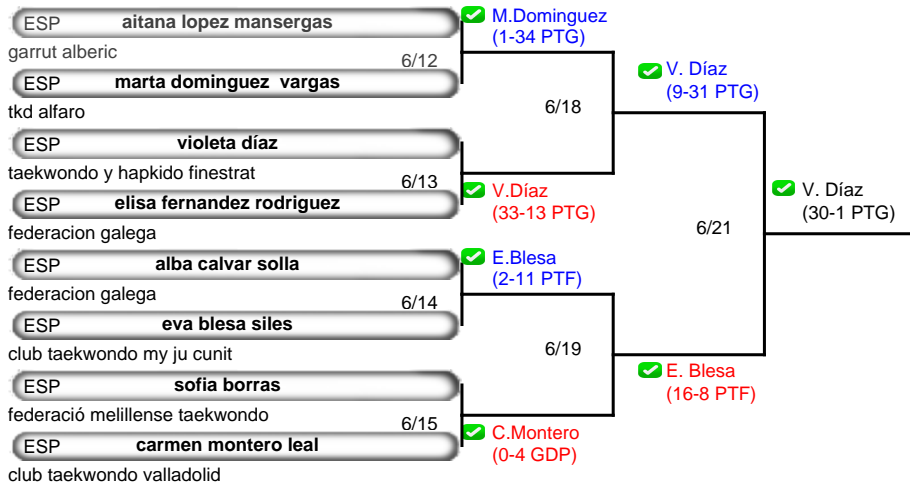 ESP aitana lopez mansergas
garrut alberic
6/12
ESP marta dominguez vargas
tkd alfaro
ESP violeta díaz
taekwondo y hapkido finestrat
6/13
ESP elisa fernandez rodriguez
federacion galega
ESP alba calvar solla
federacion galega
6/14
ESP eva blesa siles
club taekwondo my ju cunit
ESP sofia borras
federació melillense taekwondo
6/15
ESP carmen montero leal
club taekwondo valladolid
M.Dominguez
(1-34 PTG)
6/18
V.Díaz
(33-13 PTG)
E.Blesa
(2-11 PTF)
6/19
C.Montero
(0-4 GDP)
V. Díaz
(9-31 PTG)
6/21
E. Blesa
(16-8 PTF)
V. Díaz
(30-1 PTG)